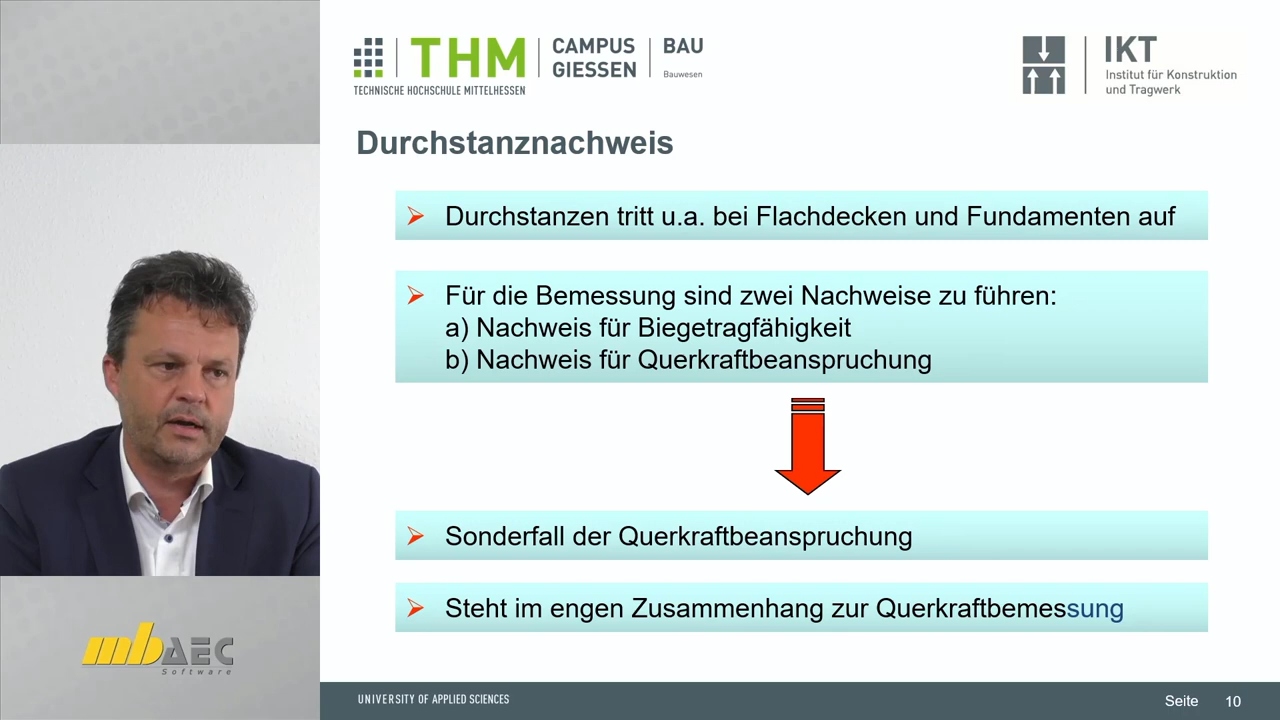 THM
CAMPUS
GIESSEN
BAU
Bauwesen
TECHNISCHE HOCHSCHULE MITTELHESSEN
IKT
Institut für Konstruktion
und Tragwerk
Durchstanznachweis
Durchstanzen tritt u.a. bei Flachdecken und Fundamenten auf
Für die Bemessung sind zwei Nachweise zu führen:
a) Nachweis für Biegetragfähigkeit
b) Nachweis für Querkraftbeanspruchung
Sonderfall der Querkraftbeanspruchung
Steht im engen Zusammenhang zur Querkraftbemessung
mb AEC
Software
UNIVERSITY OF APPLIED SCIENCES
Seite 10